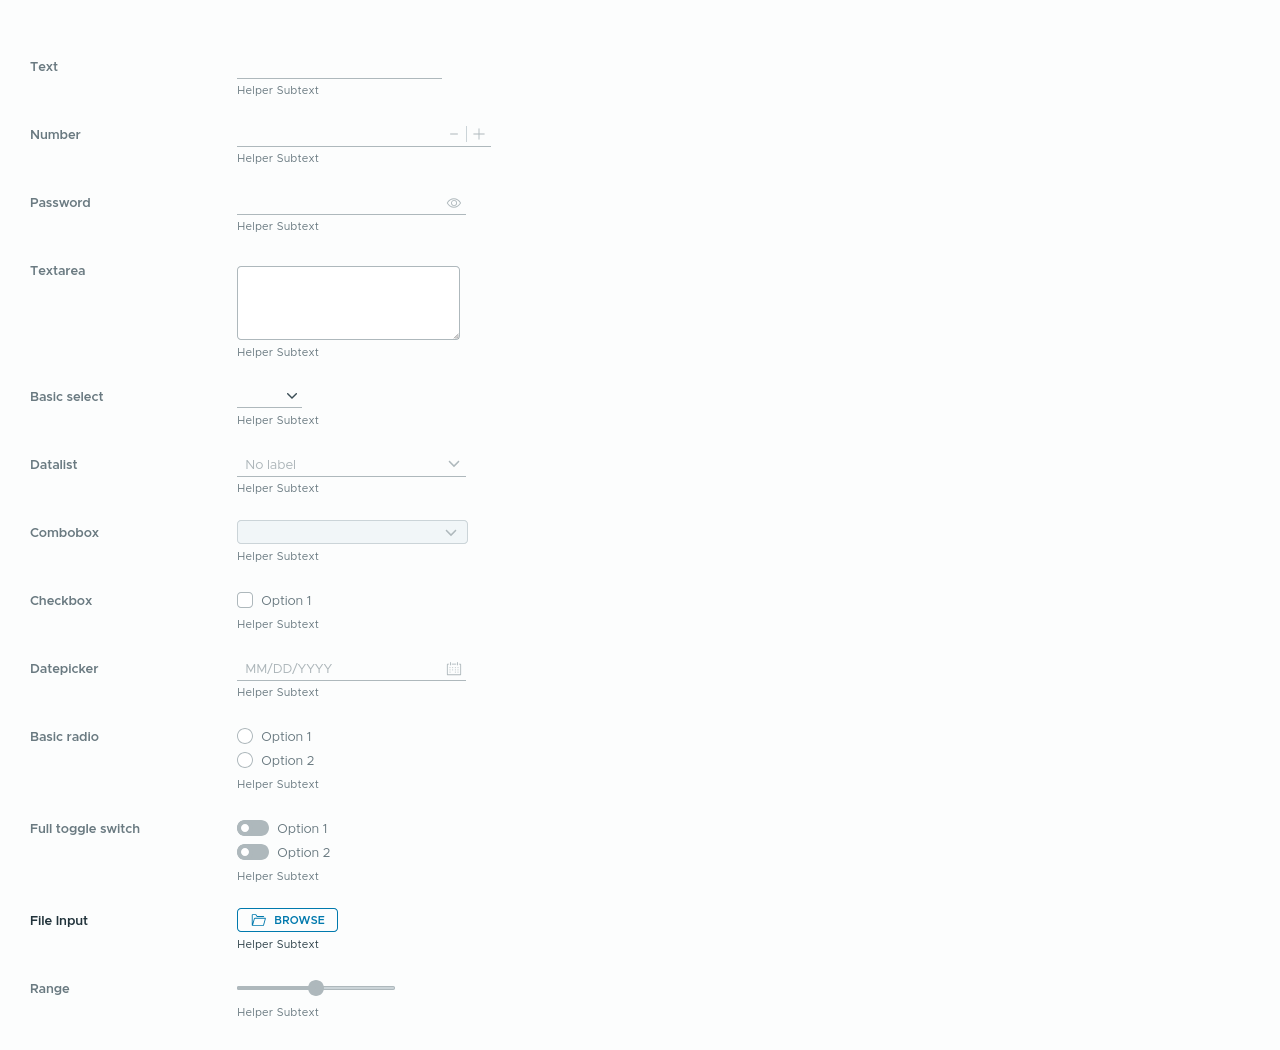 Text
Helper Subtext
Number
Helper Subtext
Password
Helper Subtext
Textarea
Helper Subtext
Basic select
Helper Subtext
Datalist No label
Helper Subtext
Combobox
Helper Subtext
Checkbox Option 1
Helper Subtext
Datepicker MM/DD/YYYY
Helper Subtext
Basic radio Option 1
Option 2
Helper Subtext
Full toggle switch Option 1
Option 2
Helper Subtext
File Input BROWSE
Helper Subtext
Range
Helper Subtext